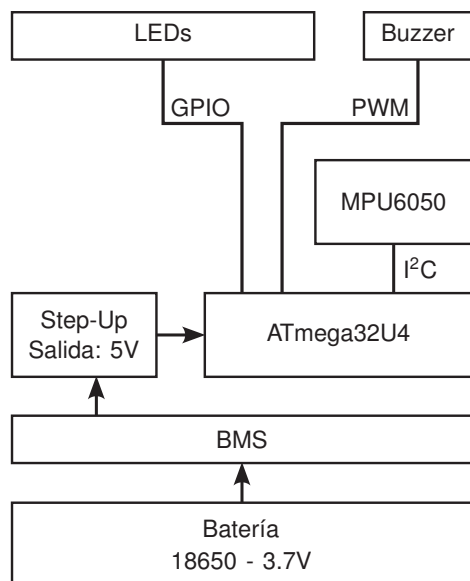 LEDs
Buzzer
GPIO
PWM
MPU6050
I²C
Step-Up
Salida: 5V
ATmega32U4
BMS
Batería
18650 - 3.7V